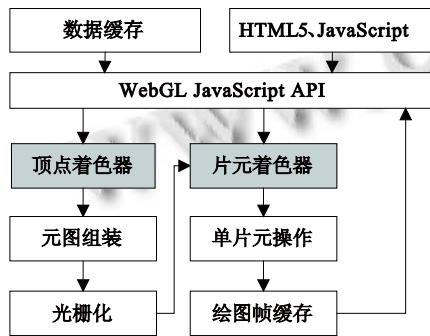 数据缓存
HTML5、JavaScript
WebGL JavaScript API
顶点着色器
片元着色器
元图组装
单片元操作
光栅化
绘图帧缓存